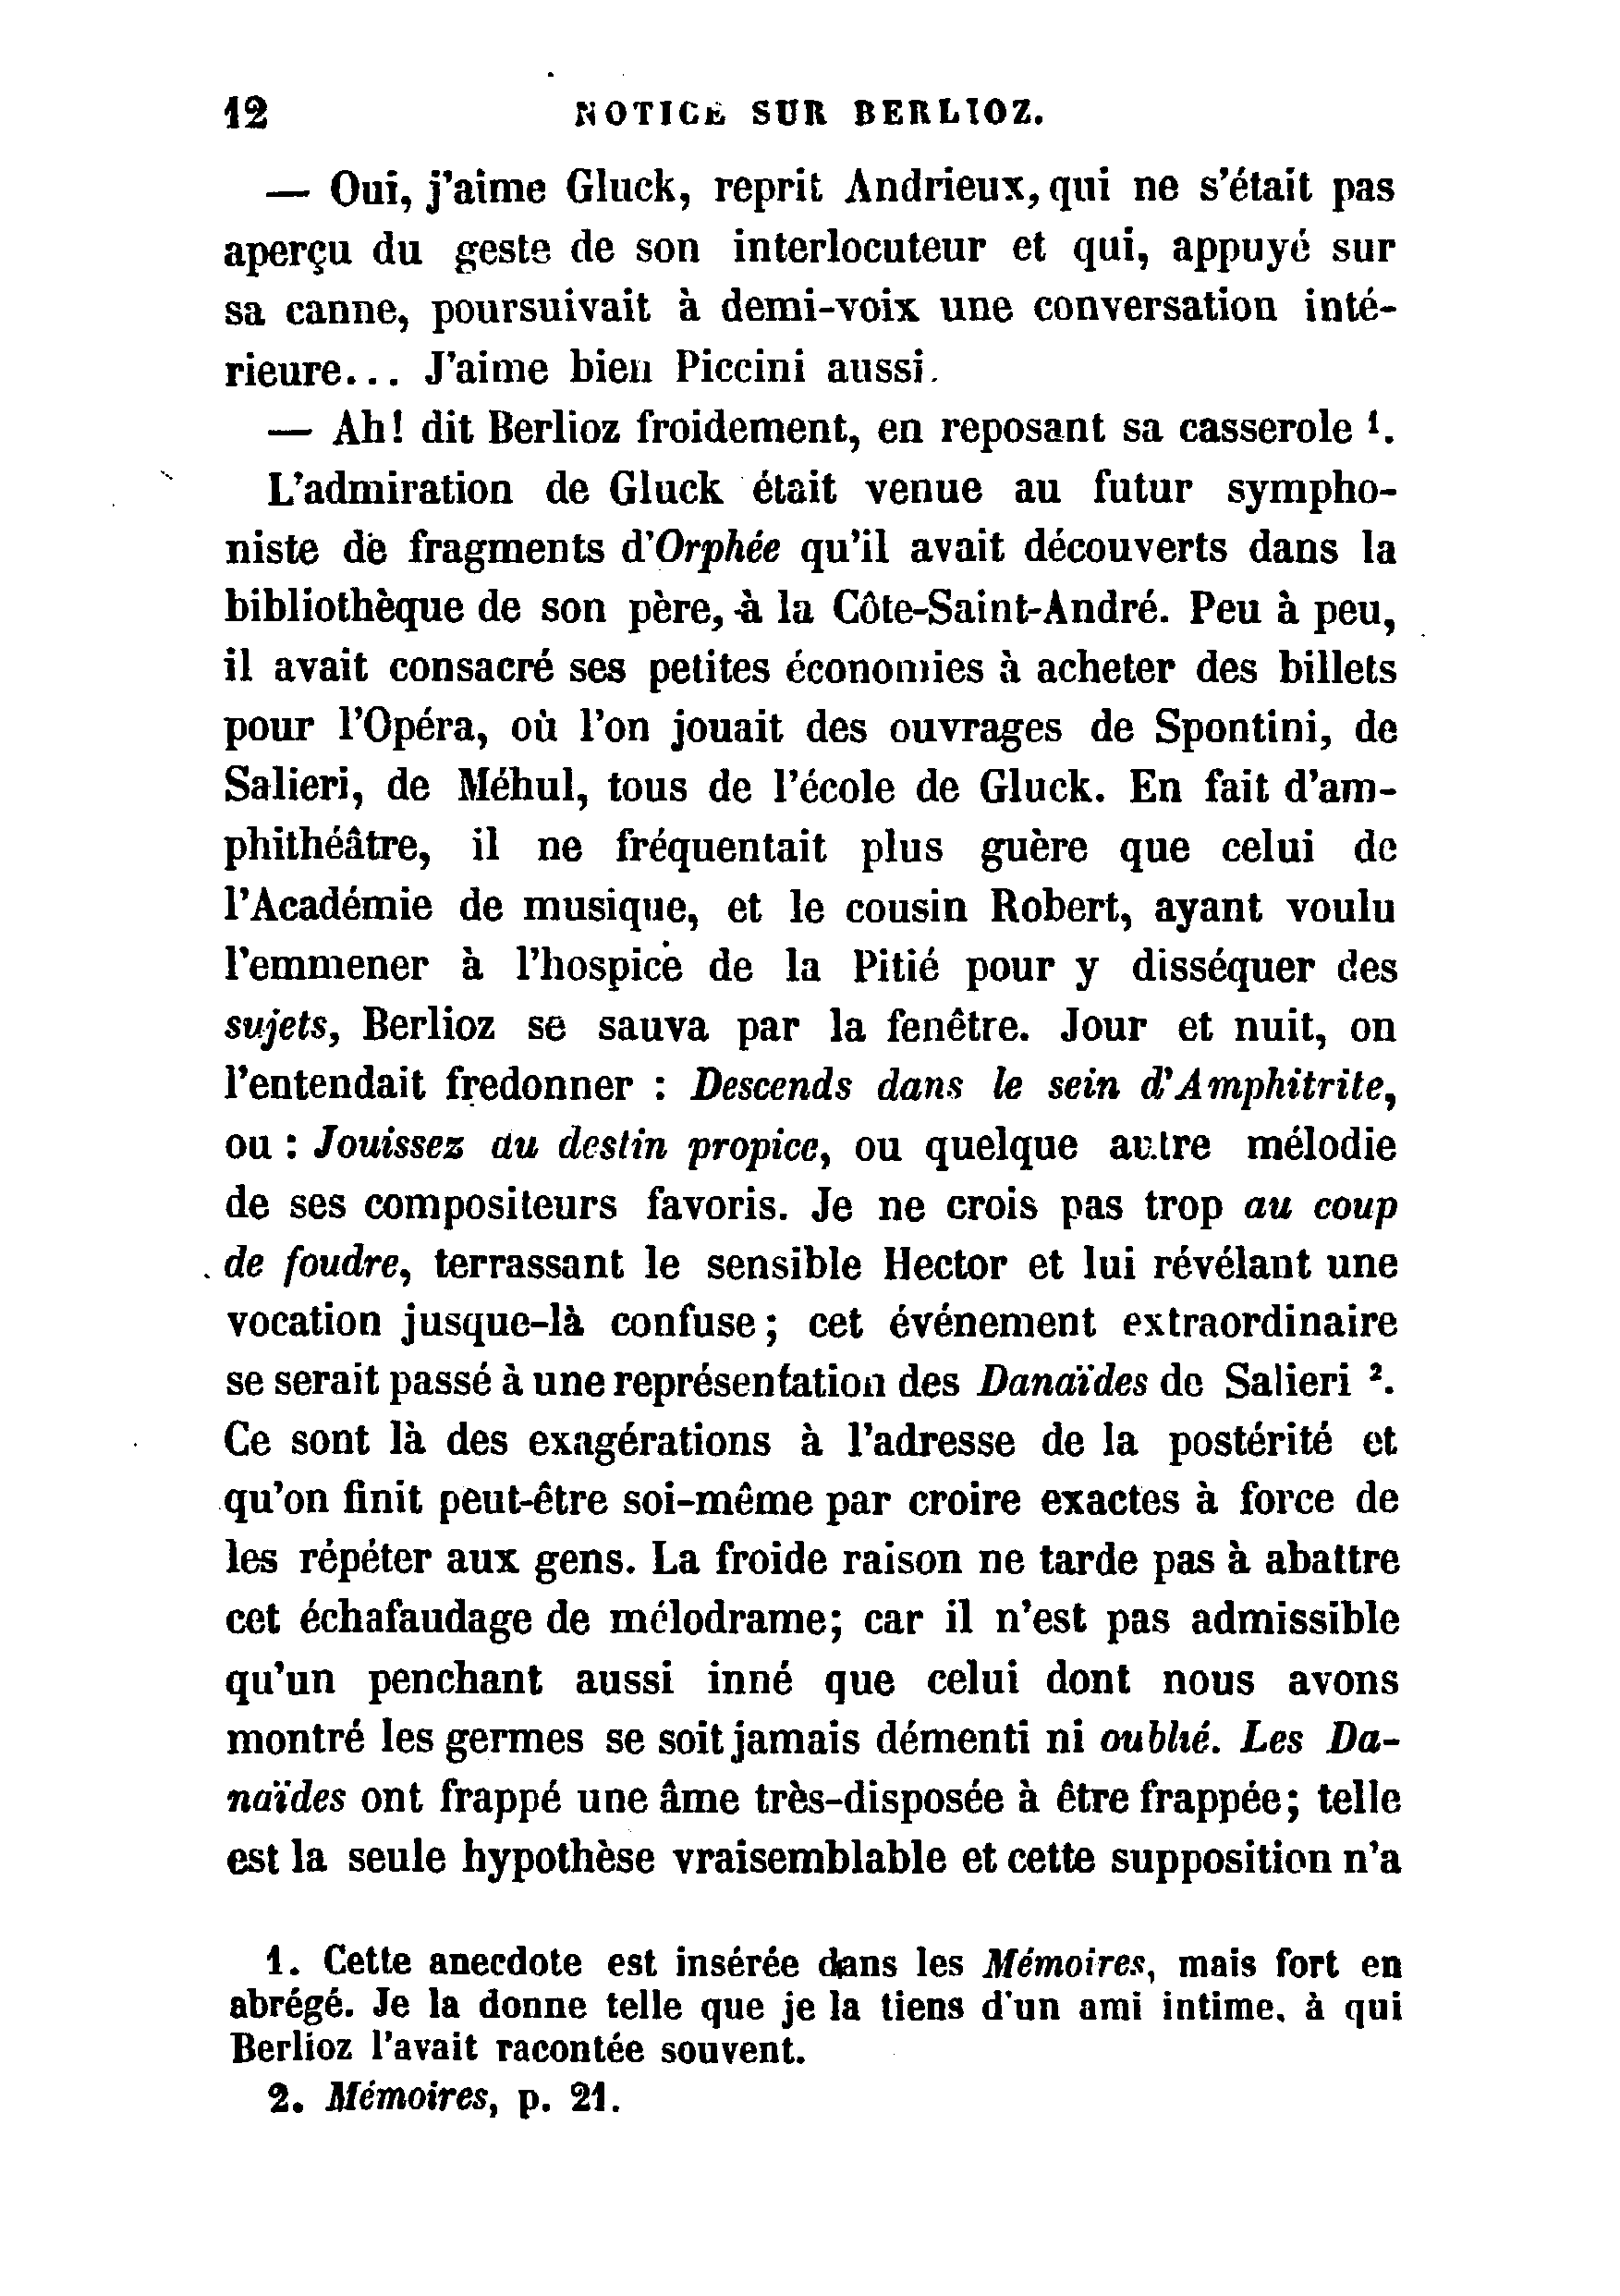 12 NOTICE SUR BERLIOZ.
— Oui, j'aime Gluck, reprit Andrieux, qui ne s'était pas
aperçu du geste de son interlocuteur et qui, appuyé sur
sa canne, poursuivait à demi-voix une conversation inté-
rieure... J'aime bien Piccini aussi.
— Ah! dit Berlioz froidement, en reposant sa casserole ¹.
L'admiration de Gluck était venue au futur sympho-
niste de fragments d'Orphée qu'il avait découverts dans la
bibliothèque de son père, à la Côte-Saint-André. Peu à peu,
il avait consacré ses petites économies à acheter des billets
pour l'Opéra, où l'on jouait des ouvrages de Spontini, de
Salieri, de Méhul, tous de l'école de Gluck. En fait d'am-
phithéâtre, il ne fréquentait plus guère que celui de
l'Académie de musique, et le cousin Robert, ayant voulu
l'emmener à l'hospice de la Pitié pour y disséquer des
sujets, Berlioz se sauva par la fenêtre. Jour et nuit, on
l'entendait fredonner : Descends dans le sein d'Amphitrite,
ou : Jouissez du destin propice, ou quelque autre mélodie
de ses compositeurs favoris. Je ne crois pas trop au coup
de foudre, terrassant le sensible Hector et lui révélant une
vocation jusque-là confuse; cet événement extraordinaire
se serait passé à une représentation des Danaïdes de Salieri ².
Ce sont là des exagérations à l'adresse de la postérité et
qu'on finit peut-être soi-même par croire exactes à force de
les répéter aux gens. La froide raison ne tarde pas à abattre
cet échafaudage de mélodrame; car il n'est pas admissible
qu'un penchant aussi inné que celui dont nous avons
montré les germes se soit jamais démenti ni oublié. Les Da-
naïdes ont frappé une âme très-disposée à être frappée; telle
est la seule hypothèse vraisemblable et cette supposition n'a
1. Cette anecdote est insérée dans les Mémoires, mais fort en
abrégé. Je la donne telle que je la tiens d'un ami intime, à qui
Berlioz l'avait racontée souvent.
2. Mémoires, p. 21.